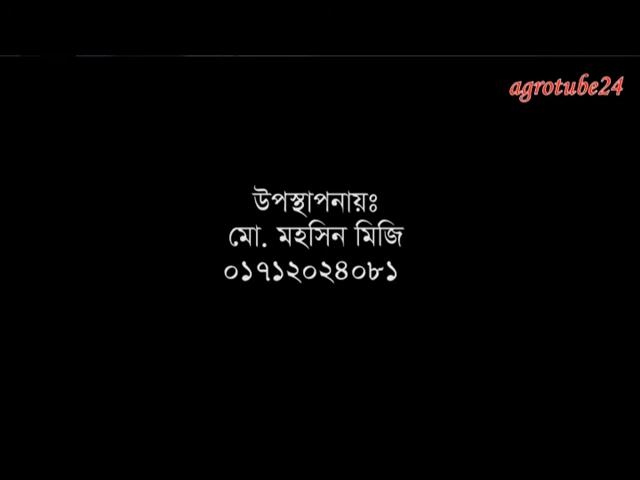 agrotube24
উপস্থাপনায়ঃ
মো. মহসিন মিজি
০১৭১২০২৪০৮১